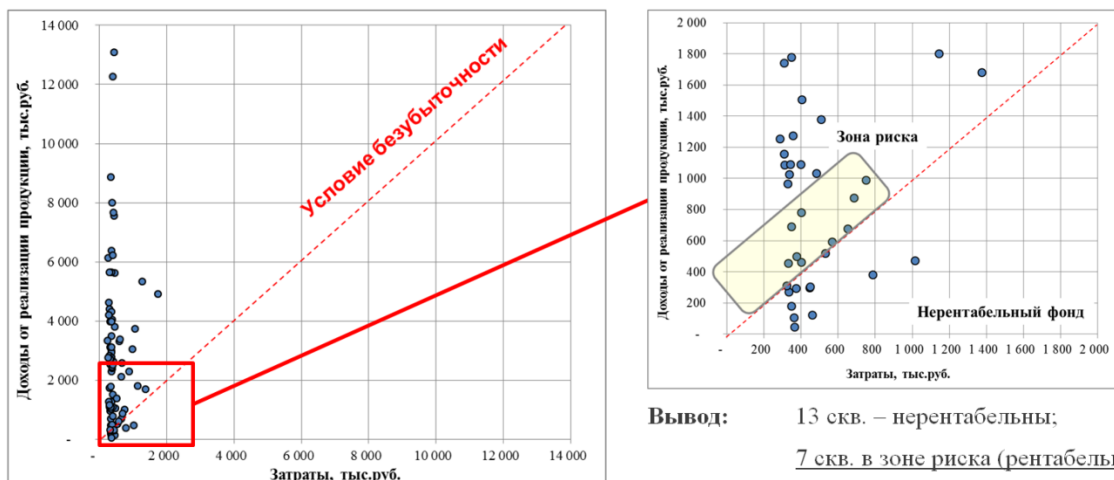 14 000
12 000
10 000
8 000
6 000
4 000
2 000
-
Доходы от реализации продукции, тыс.руб.
Условие безубыточности
- 2 000 4 000 6 000 8 000 10 000 12 000 14 000
Затраты, тыс.руб.
2 000
1 800
1 600
1 400
1 200
1 000
800
600
400
200
-
Доходы от реализации продукции, тыс.руб.
Зона риска
Нерентабельный фонд
- 200 400 600 800 1 000 1 200 1 400 1 600 1 800 2 000
Затраты, тыс.руб.
Вывод: 13 скв. – нерентабельны;
7 скв. в зоне риска (рентабельн